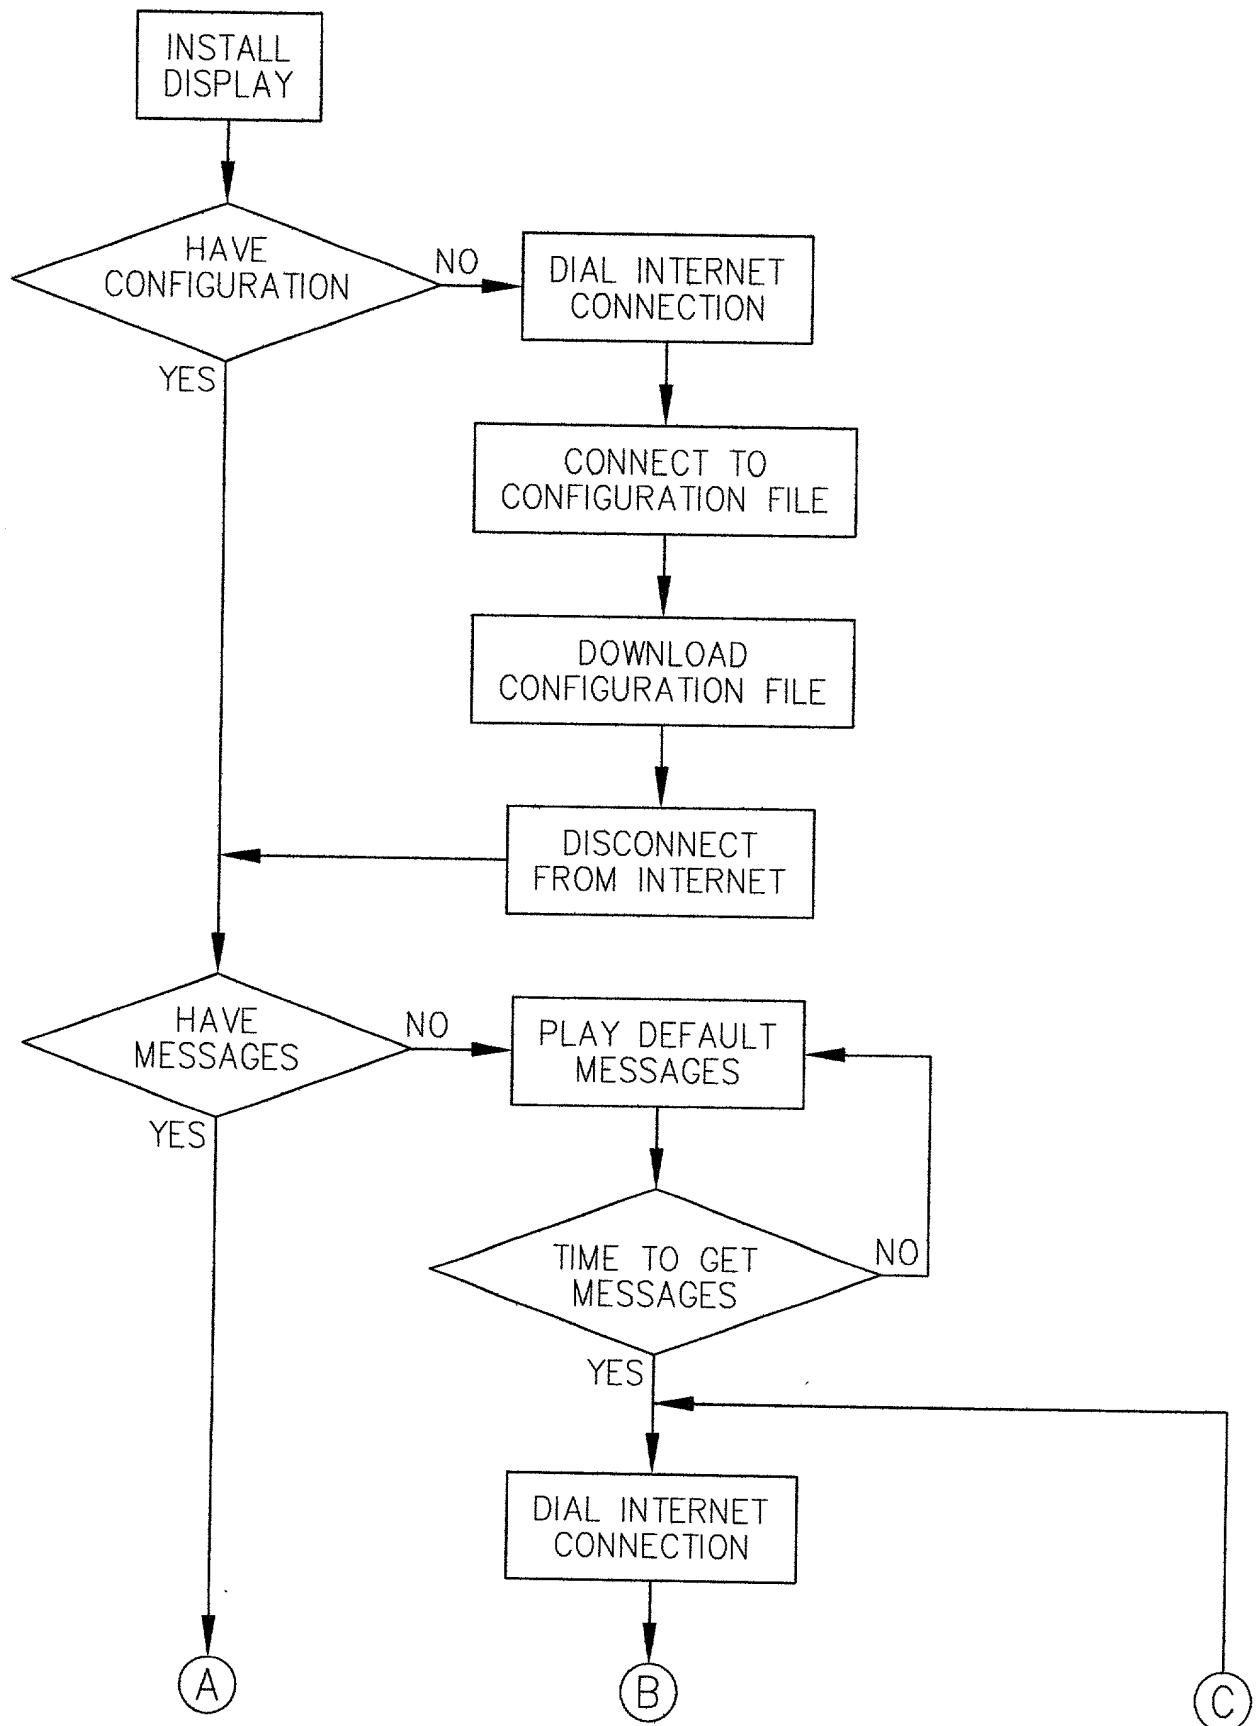 INSTALL
DISPLAY
HAVE
CONFIGURATION
NO
DIAL INTERNET
CONNECTION
YES
CONNECT TO
CONFIGURATION FILE
DOWNLOAD
CONFIGURATION FILE
DISCONNECT
FROM INTERNET
HAVE
MESSAGES
NO
PLAY DEFAULT
MESSAGES
YES
TIME TO GET
MESSAGES
NO
YES
DIAL INTERNET
CONNECTION
A
B
C